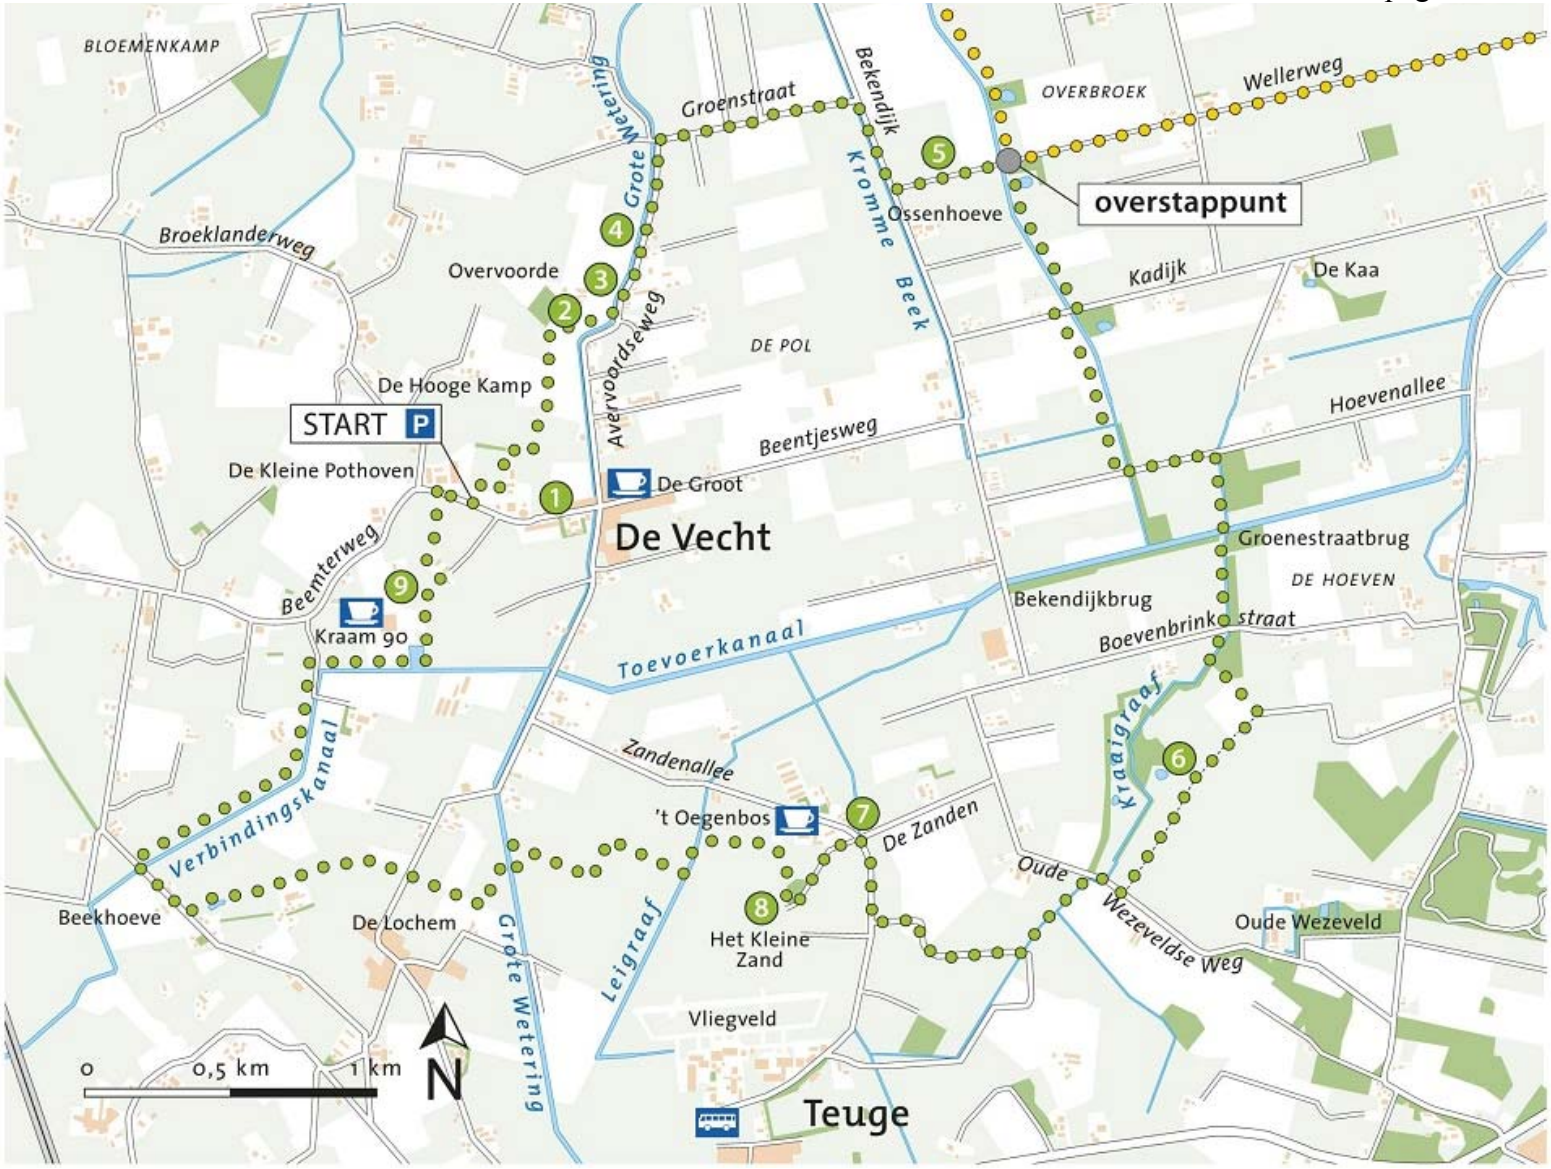 BLOEMENKAMP
Grote Wetering
Groenstraat
Bekendijk
OVERBROEK
Wellerweg
5
overstappunt
Ossenhoeve
Kromme Beek
Broeklanderweg
4
Overvoorde
3
2
Kadijk
De Kaa
Avervoordseweg
DE POL
De Hooge Kamp
START P
Hoevenallee
Beentjesweg
De Kleine Pothoven
De Groot
1
De Vecht
Groenestraatbrug
DE HOEVEN
Beemterweg
9
Kraam 90
Bekendijkbrug
Boevenbrink straat
Toevoerkanaal
Kraaigraaf
6
Verbindingskanaal
Zandenallee
't Oegenbos
7
De Zanden
Oude
Wezeveldse Weg
8
Beekhoeve
De Lochem
Het Kleine
Zand
Oude Wezeveld
Grote Wetering
Leigraaf
Vliegveld
0 0,5 km 1 km
N
Teuge